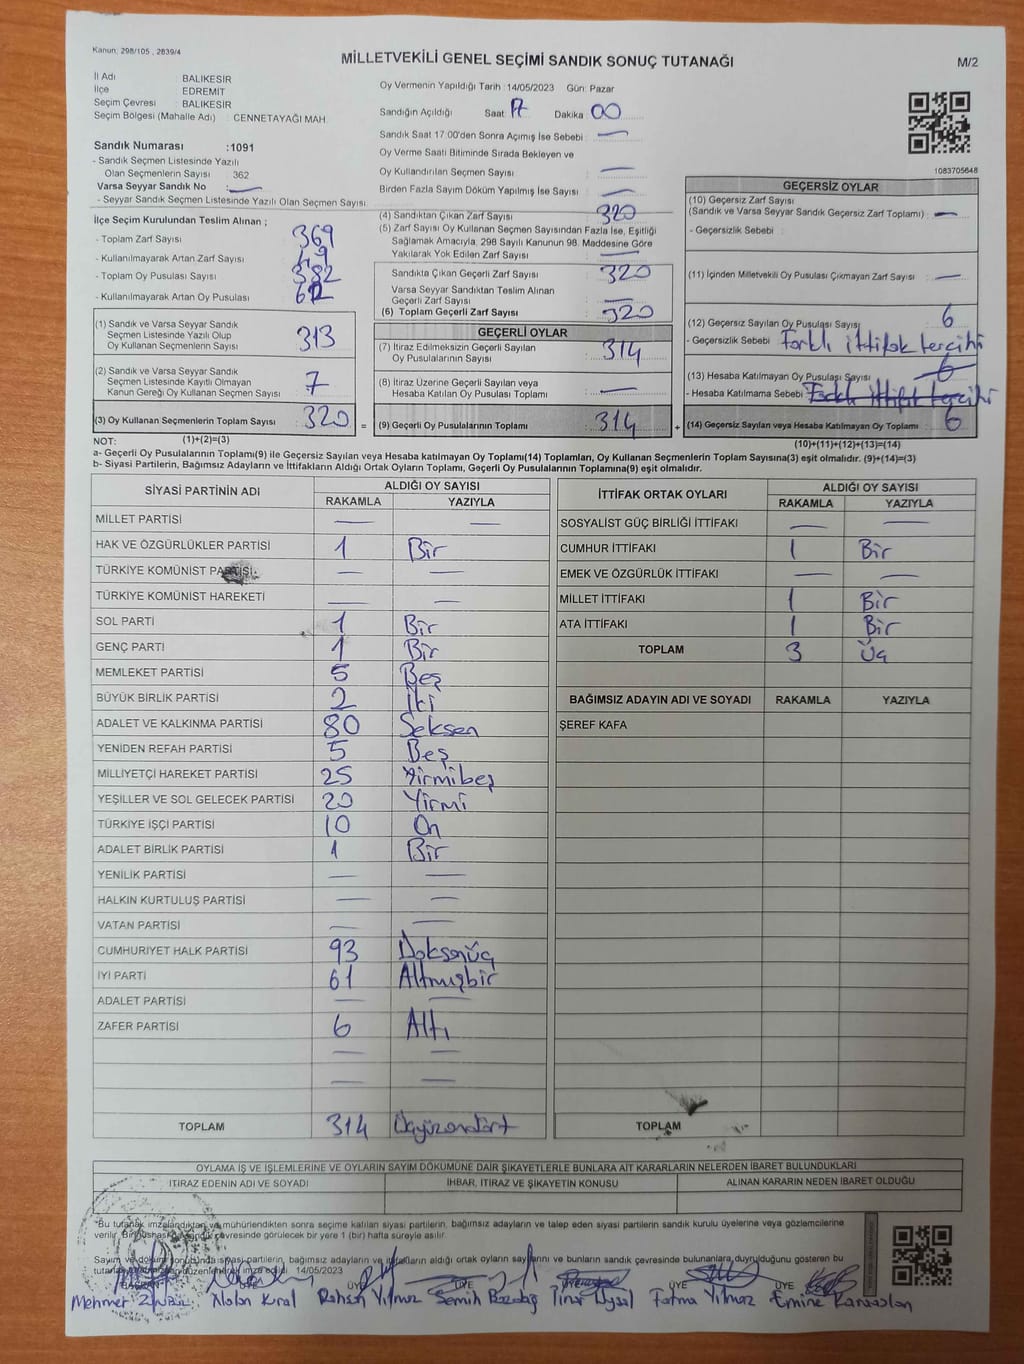 Kanun: 298/105 , 2839/4
MİLLETVEKİLİ GENEL SEÇİMİ SANDIK SONUÇ TUTANAĞI
M/2
İl Adı : BALIKESİR
İlçe : EDREMİT
Seçim Çevresi : BALIKESİR
Seçim Bölgesi (Mahalle Adı) : CENNETAYAĞI MAH.
Sandık Numarası :1091
- Sandık Seçmen Listesinde Yazılı
Olan Seçmenlerin Sayısı : 362
Varsa Seyyar Sandık No : —
- Seyyar Sandık Seçmen Listesinde Yazılı Olan Seçmen Sayısı
Oy Vermenin Yapıldığı Tarih :14/05/2023 Gün: Pazar
Sandığın Açıldığı Saat 17 Dakika 00
Sandık Saat 17:00'den Sonra Açımış İse Sebebi : —
Oy Verme Saati Bitiminde Sırada Bekleyen ve
Oy Kullandırılan Seçmen Sayısı : —
Birden Fazla Sayım Döküm Yapılmış İse Sayısı : —
1083705648
İlçe Seçim Kurulundan Teslim Alınan ;
- Toplam Zarf Sayısı : 369
- Kullanılmayarak Artan Zarf Sayısı : 49
- Toplam Oy Pusulası Sayısı : 382
- Kullanılmayarak Artan Oy Pusulası : 62
(1) Sandık ve Varsa Seyyar Sandık
Seçmen Listesinde Yazılı Olup
Oy Kullanan Seçmenlerin Sayısı : 313
(2) Sandık ve Varsa Seyyar Sandık
Seçmen Listesinde Kayıtlı Olmayan
Kanun Gereği Oy Kullanan Seçmen Sayısı : 7
(3) Oy Kullanan Seçmenlerin Toplam Sayısı : 320 =
(4) Sandıktan Çıkan Zarf Sayısı : 320
(5) Zarf Sayısı Oy Kullanan Seçmen Sayısından Fazla İse, Eşitliği
Sağlamak Amacıyla, 298 Sayılı Kanunun 98. Maddesine Göre
Yakılarak Yok Edilen Zarf Sayısı : —
Sandıkta Çıkan Geçerli Zarf Sayısı : 320
Varsa Seyyar Sandıktan Teslim Alınan
Geçerli Zarf Sayısı : —
(6) Toplam Geçerli Zarf Sayısı : 320
GEÇERLİ OYLAR
(7) İtiraz Edilmeksizin Geçerli Sayılan
Oy Pusulalarının Sayısı : 314
(8) İtiraz Üzerine Geçerli Sayılan veya
Hesaba Katılan Oy Pusulası Toplamı : —
(9) Geçerli Oy Pusulalarının Toplamı : 314 +
GEÇERSİZ OYLAR
(10) Geçersiz Zarf Sayısı
(Sandık ve Varsa Seyyar Sandık Geçersiz Zarf Toplamı) : —
- Geçersizlik Sebebi :
(11) İçinden Milletvekili Oy Pusulası Çıkmayan Zarf Sayısı : —
(12) Geçersiz Sayılan Oy Pusulası Sayısı : 6
- Geçersizlik Sebebi : Farklı ittifak tercihi
(13) Hesaba Katılmayan Oy Pusulası Sayısı : 6
- Hesaba Katılmama Sebebi : Farklı ittifak tercihi
(14) Geçersiz Sayılan veya Hesaba Katılmayan Oy Toplamı : 6
NOT: (1)+(2)=(3)
(10)+(11)+(12)+(13)=(14)
a- Geçerli Oy Pusulalarının Toplamı(9) ile Geçersiz Sayılan veya Hesaba katılmayan Oy Toplamı(14) Toplamları, Oy Kullanan Seçmenlerin Toplam Sayısına(3) eşit olmalıdır. (9)+(14)=(3)
b- Siyasi Partilerin, Bağımsız Adayların ve İttifakların Aldığı Ortak Oyların Toplamı, Geçerli Oy Pusulalarının Toplamına(9) eşit olmalıdır.
SİYASİ PARTİNİN ADI
ALDIĞI OY SAYISI
RAKAMLA YAZIYLA
MİLLET PARTİSİ — —
HAK VE ÖZGÜRLÜKLER PARTİSİ 1 Bir
TÜRKİYE KOMÜNİST PARTİSİ — —
TÜRKİYE KOMÜNİST HAREKETİ — —
SOL PARTİ 1 Bir
GENÇ PARTİ 1 Bir
MEMLEKET PARTİSİ 5 Beş
BÜYÜK BİRLİK PARTİSİ 2 İki
ADALET VE KALKINMA PARTİSİ 80 Seksen
YENİDEN REFAH PARTİSİ 5 Beş
MİLLİYETÇİ HAREKET PARTİSİ 25 Yirmibeş
YEŞİLLER VE SOL GELECEK PARTİSİ 20 Yirmi
TÜRKİYE İŞÇİ PARTİSİ 10 On
ADALET BİRLİK PARTİSİ 1 Bir
YENİLİK PARTİSİ — —
HALKIN KURTULUŞ PARTİSİ — —
VATAN PARTİSİ — —
CUMHURİYET HALK PARTİSİ 93 Doksanüç
İYİ PARTİ 61 Altmışbir
ADALET PARTİSİ — —
ZAFER PARTİSİ 6 Altı
— —
— —
TOPLAM 314 Üçyüzondört
İTTİFAK ORTAK OYLARI
ALDIĞI OY SAYISI
RAKAMLA YAZIYLA
SOSYALİST GÜÇ BİRLİĞİ İTTİFAKI — —
CUMHUR İTTİFAKI 1 Bir
EMEK VE ÖZGÜRLÜK İTTİFAKI — —
MİLLET İTTİFAKI 1 Bir
ATA İTTİFAKI 1 Bir
TOPLAM 3 Üç
BAĞIMSIZ ADAYIN ADI VE SOYADI RAKAMLA YAZIYLA
ŞEREF KAFA
TOPLAM
OYLAMA İŞ VE İŞLEMLERİNE VE OYLARIN SAYIM DÖKÜMÜNE DAİR ŞİKAYETLERLE BUNLARA AİT KARARLARIN NELERDEN İBARET BULUNDUKLARI
İTİRAZ EDENİN ADI VE SOYADI İHBAR, İTİRAZ VE ŞİKAYETİN KONUSU ALINAN KARARIN NEDEN İBARET OLDUĞU
"Bu tutanak imzalandıktan ve mühürlendikten sonra seçime katılan siyasi partilerin, bağımsız adayların ve talep eden siyasi partilerin sandık kurulu üyelerine veya gözlemcilerine
verilir. Bir nüshası sandık çevresinde görülecek bir yere 1 (bir) hafta süreyle asılır.
Sayım ve döküm sonucunda siyasi partilerin, bağımsız adayların ve ittifakların aldığı ortak oyların sayılarını ve bunların sandık çevresinde bulunanlara duyrulduğunu gösteren bu
tutanak tarafımızdan düzenlenerek imza edildi 14/05/2023
ÜYE ÜYE ÜYE ÜYE
Mehmet Nalan Kıral Rahşan Yılmaz Semih Bozdağ Pınar Uysal Fatma Yılmaz Emine Karaaslan